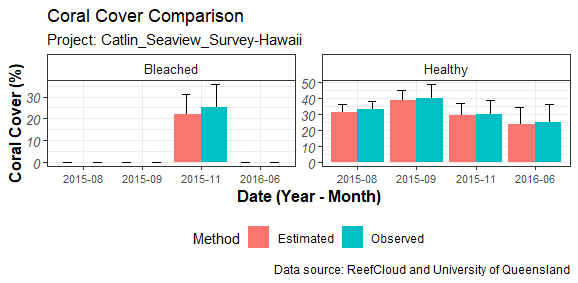 Coral Cover Comparison
Project: Catlin_Seaview_Survey-Hawaii
Bleached
Healthy
Coral Cover (%)
30
20
10
0
50
40
30
20
10
0
2015-08 2015-09 2015-11 2016-06
2015-08 2015-09 2015-11 2016-06
Date (Year - Month)
Method Estimated Observed
Data source: ReefCloud and University of Queensland